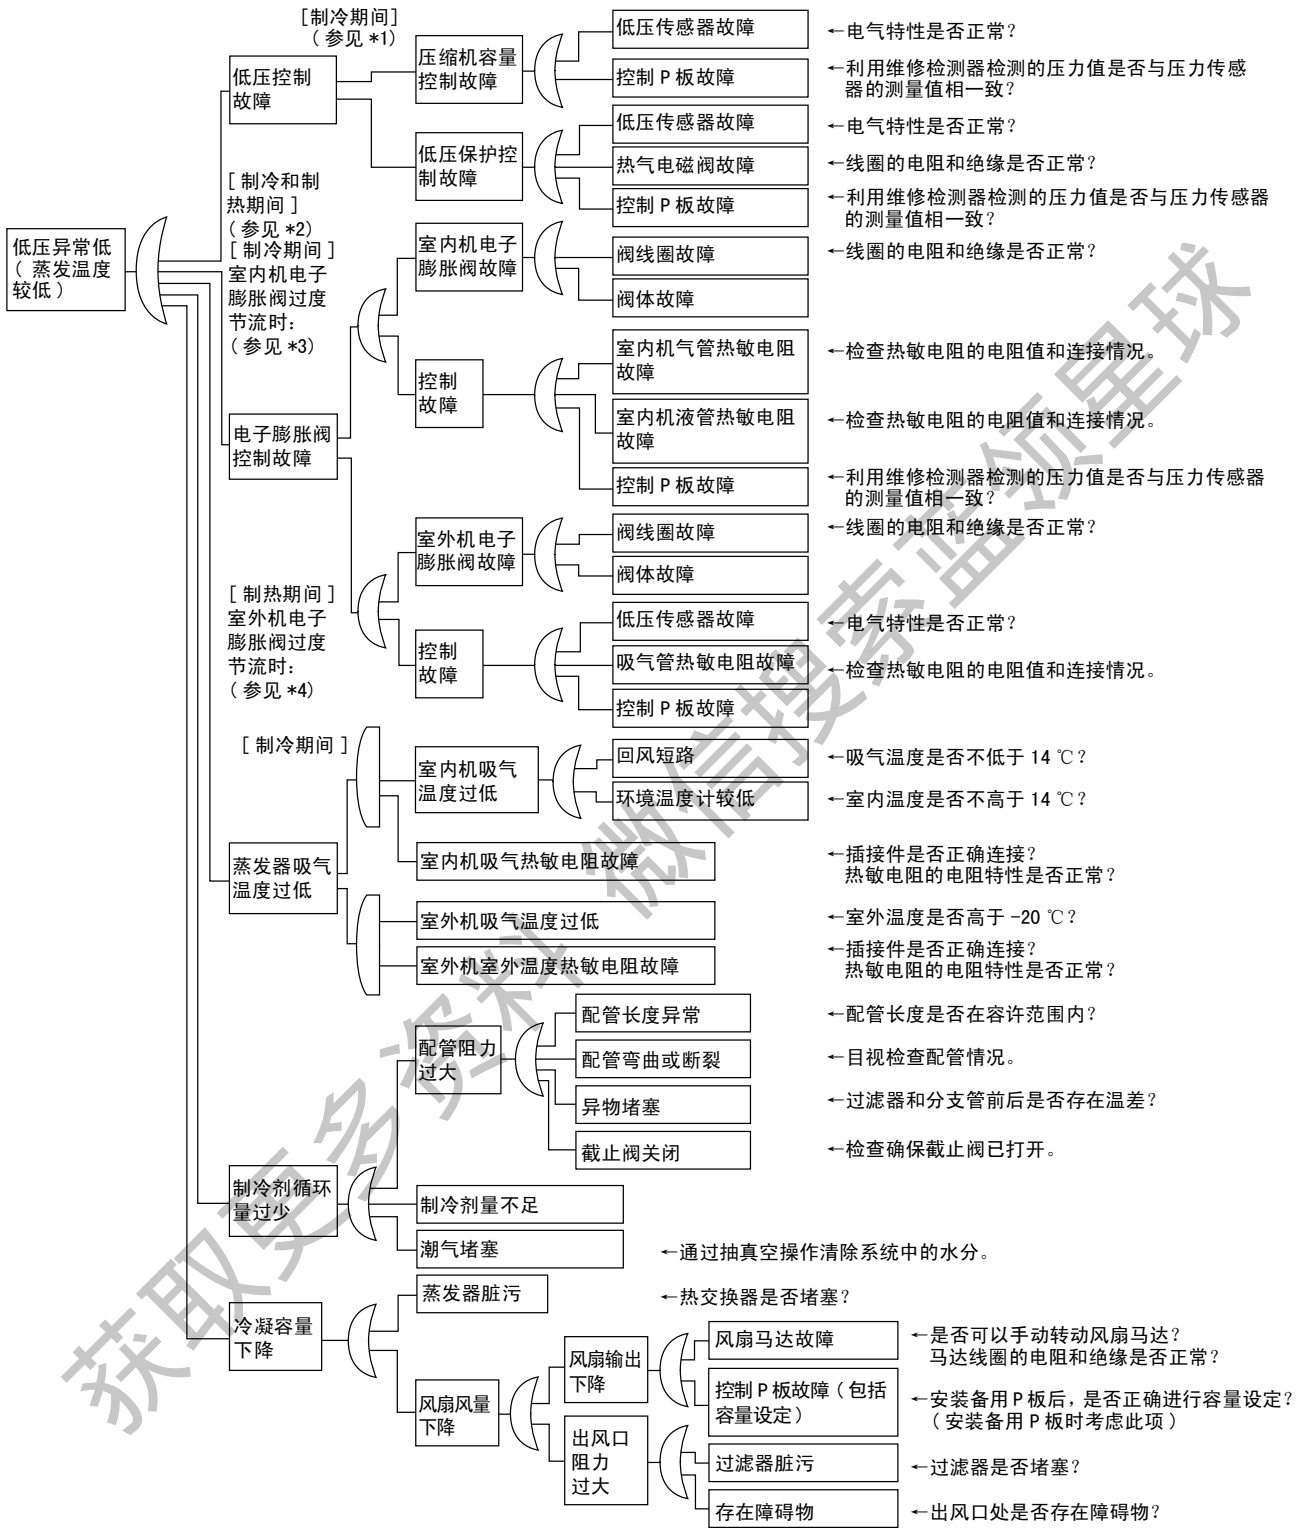 [制冷期间]
（参见 *1）
低压控制
故障
压缩机容量
控制故障
低压传感器故障
←电气特性是否正常？
控制 P 板故障
←利用维修检测器检测的压力值是否与压力传感
器的测量值相一致？
低压保护控
制故障
低压传感器故障
←电气特性是否正常？
热气电磁阀故障
←线圈的电阻和绝缘是否正常？
控制 P 板故障
←利用维修检测器检测的压力值是否与压力传感器
的测量值相一致？
[ 制冷和制
热期间 ]
（参见 *2）
低压异常低
（ 蒸发温度
较低 ）
[ 制冷期间 ]
室内机电子
膨胀阀过度
节流时：
（ 参见 *3）
电子膨胀阀
控制故障
室内机电子
膨胀阀故障
阀线圈故障
←线圈的电阻和绝缘是否正常？
阀体故障
控制
故障
室内机气管热敏电阻
故障
←检查热敏电阻的电阻值和连接情况。
室内机液管热敏电阻
故障
←检查热敏电阻的电阻值和连接情况。
控制 P 板故障
←利用维修检测器检测的压力值是否与压力传感器
的测量值相一致？
[ 制热期间 ]
室外机电子
膨胀阀过度
节流时：
（ 参见 *4）
室外机电子
膨胀阀故障
阀线圈故障
←线圈的电阻和绝缘是否正常？
阀体故障
控制
故障
低压传感器故障
←电气特性是否正常？
吸气管热敏电阻故障
←检查热敏电阻的电阻值和连接情况。
控制 P 板故障
[ 制冷期间 ]
蒸发器吸气
温度过低
室内机吸气
温度过低
回风短路
←吸气温度是否不低于 14 ℃？
环境温度计较低
←室内温度是否不高于 14 ℃？
室内机吸气热敏电阻故障
←插接件是否正确连接？
热敏电阻的电阻特性是否正常？
室外机吸气温度过低
←室外温度是否高于 -20 ℃？
室外机室外温度热敏电阻故障
←插接件是否正确连接？
热敏电阻的电阻特性是否正常？
制冷剂循环
量过少
配管阻力
过大
配管长度异常
←配管长度是否在容许范围内？
配管弯曲或断裂
←目视检查配管情况。
异物堵塞
←过滤器和分支管前后是否存在温差？
截止阀关闭
←检查确保截止阀已打开。
制冷剂量不足
潮气堵塞
←通过抽真空操作清除系统中的水分。
冷凝容量
下降
蒸发器脏污
←热交换器是否堵塞？
风扇风量
下降
风扇输出
下降
风扇马达故障
←是否可以手动转动风扇马达？
马达线圈的电阻和绝缘是否正常？
控制 P 板故障（ 包括
容量设定 ）
←安装备用 P 板后，是否正确进行容量设定？
（ 安装备用 P 板时考虑此项 ）
出风口
阻力
过大
过滤器脏污
←过滤器是否堵塞？
存在障碍物
←出风口处是否存在障碍物？
获取更多资料 微信搜索蓝领星球